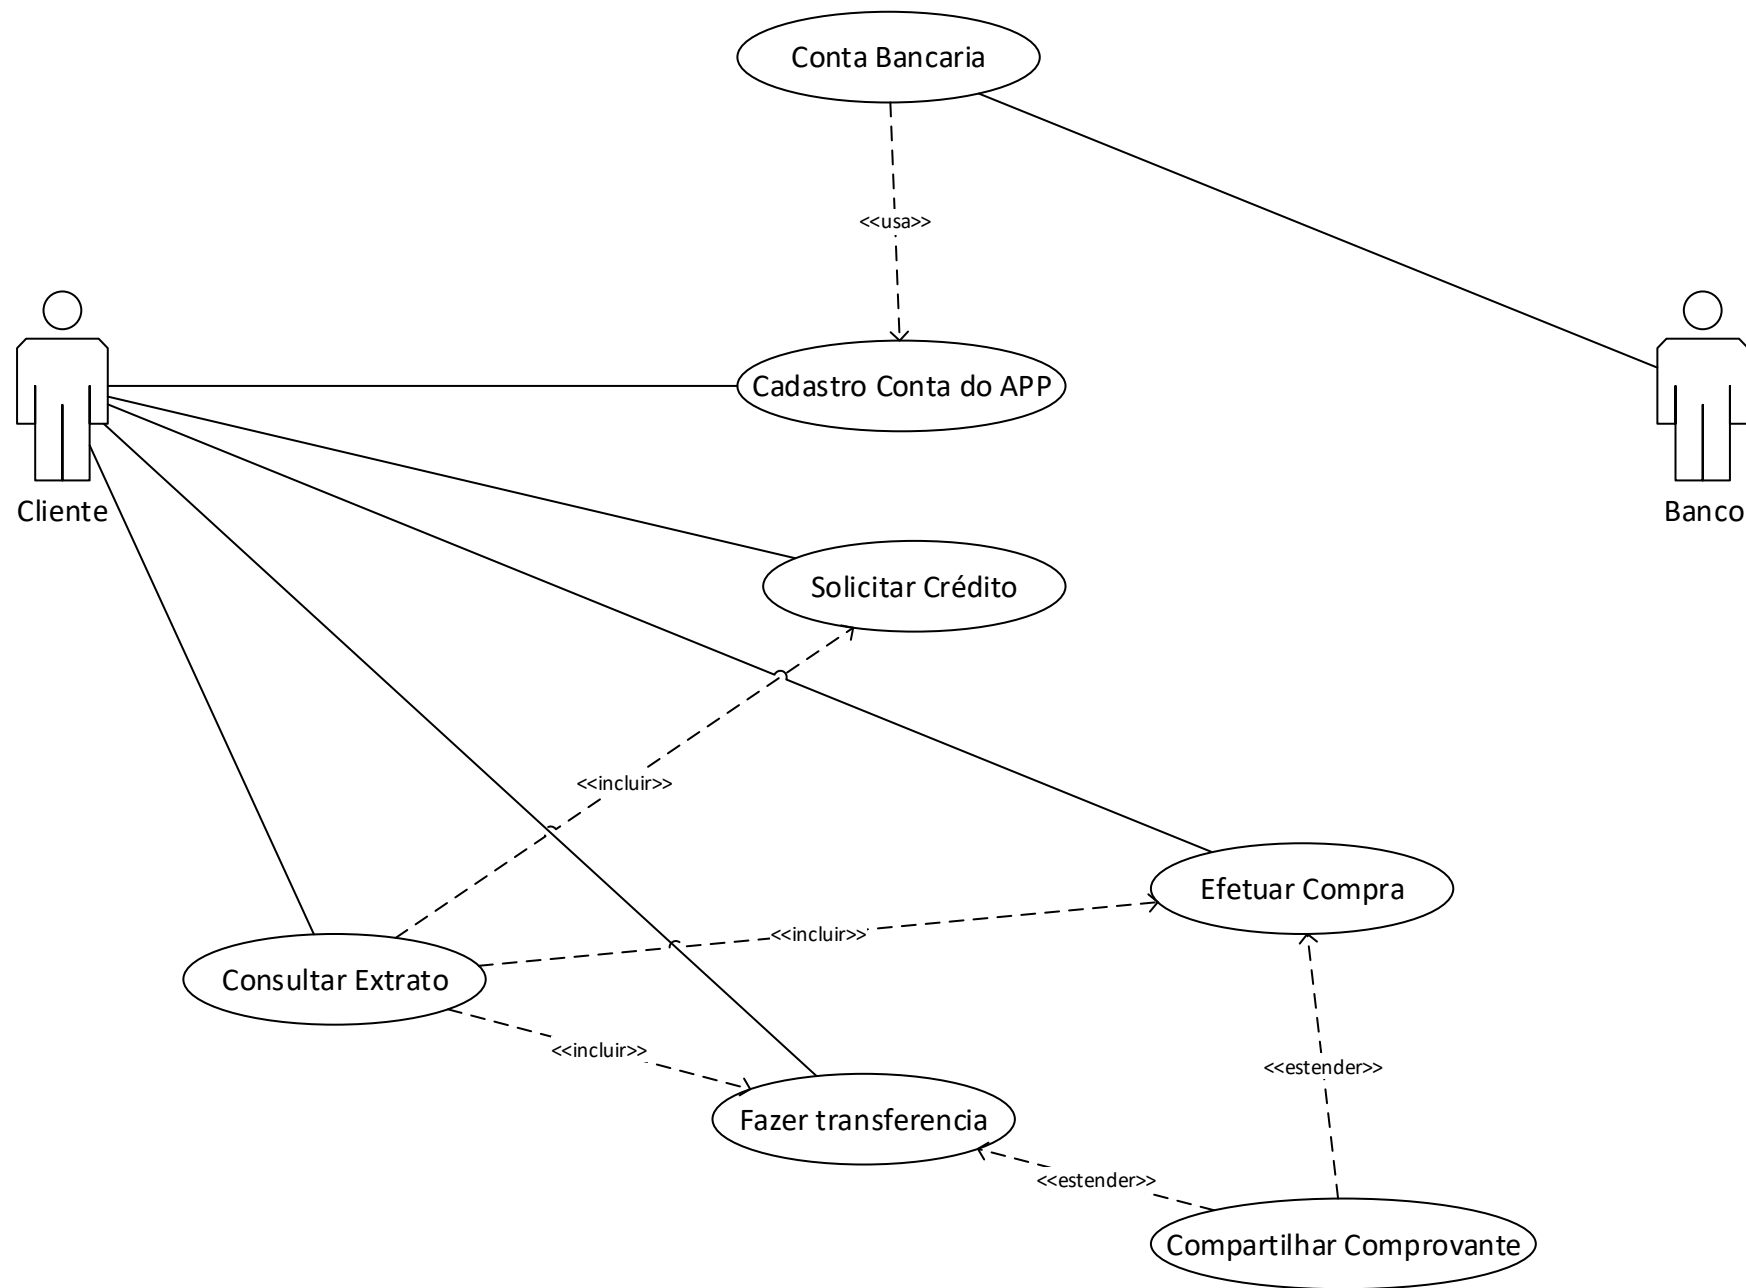 Conta Bancaria
<<usa>>
Cadastro Conta do APP
Cliente
Banco
Solicitar Crédito
<<incluir>>
Efetuar Compra
<<incluir>>
Consultar Extrato
<<incluir>>
<<estender>>
Fazer transferencia
<<estender>>
Compartilhar Comprovante